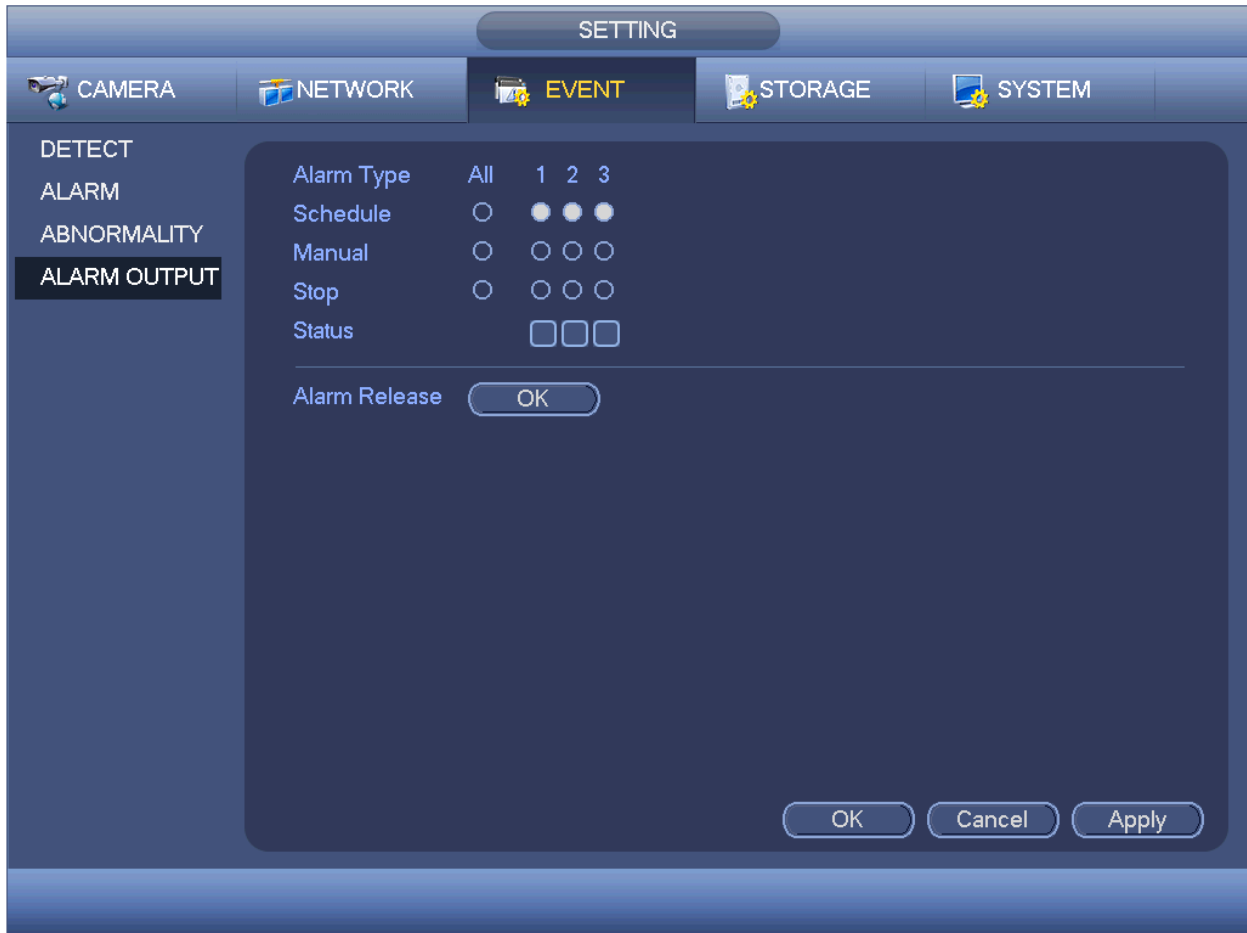 SETTING
CAMERA NETWORK EVENT STORAGE SYSTEM
DETECT
ALARM
ABNORMALITY
ALARM OUTPUT
Alarm Type All 1 2 3
Schedule
Manual
Stop
Status
Alarm Release OK
OK Cancel Apply